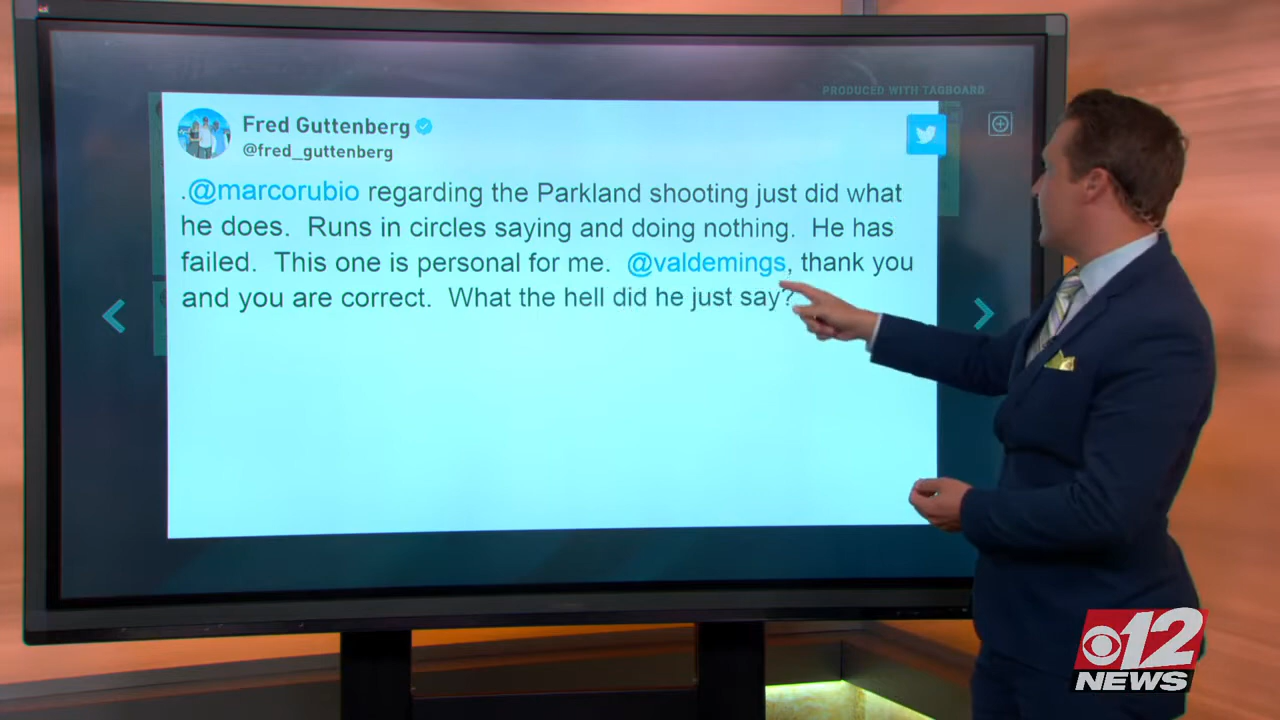 PRODUCED WITH TAGBOARD
Fred Guttenberg
@fred_guttenberg
.@marcorubio regarding the Parkland shooting just did what
he does.  Runs in circles saying and doing nothing.  He has
failed.  This one is personal for me.  @valdemings, thank you
and you are correct.  What the hell did he just say?
12
NEWS